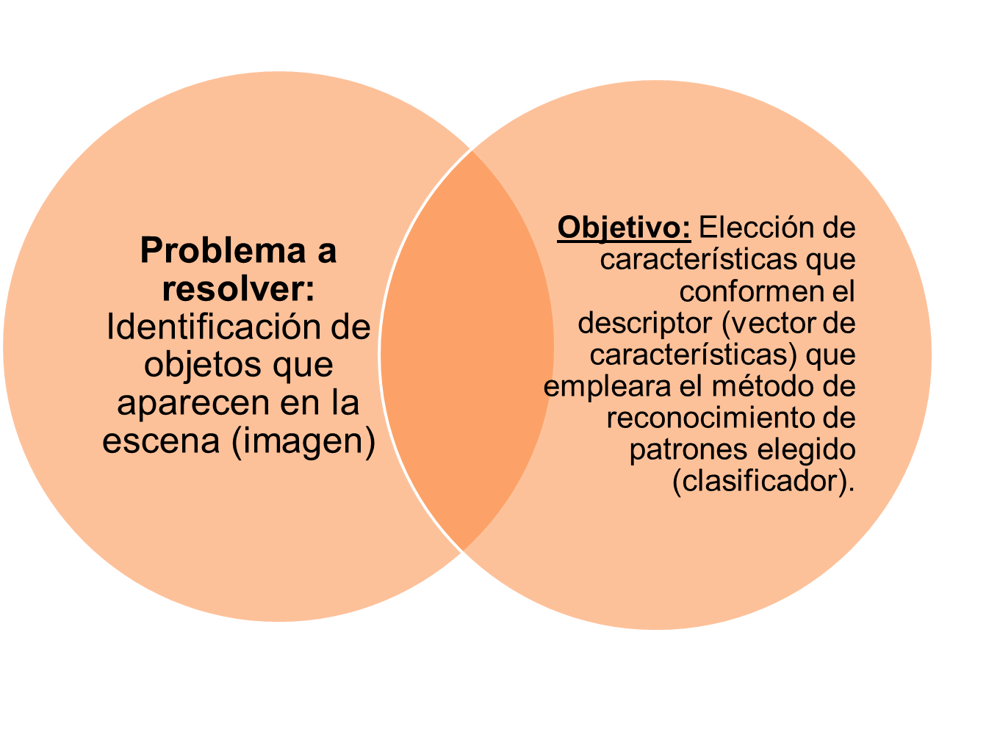 Problema a
resolver:
Identificación de
objetos que
aparecen en la
escena (imagen)
Objetivo: Elección de
características que
conformen el
descriptor (vector de
características) que
empleara el método de
reconocimiento de
patrones elegido
(clasificador).